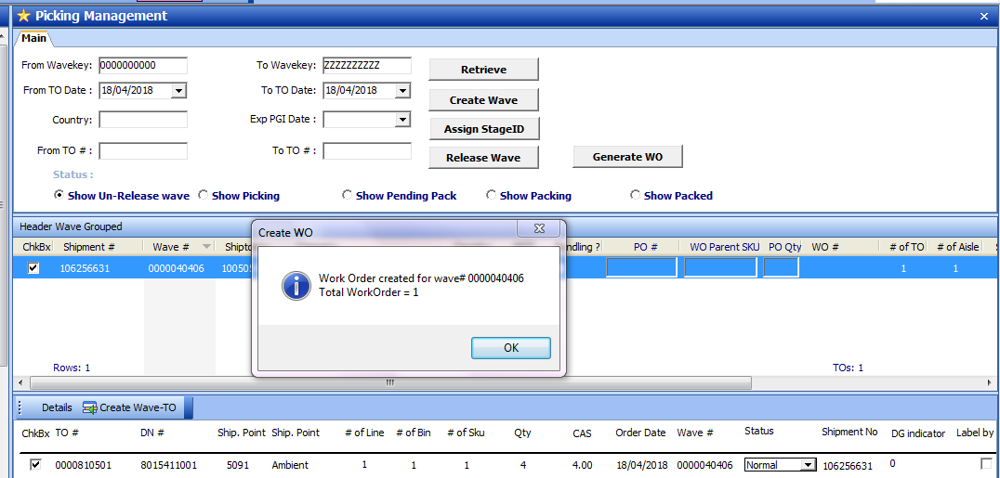 Picking Management
Main
From Wavekey: 0000000000 To Wavekey: ZZZZZZZZZZ Retrieve
From TO Date : 18/04/2018 To TO Date: 18/04/2018 Create Wave
Country: Exp PGI Date : Assign StageID
From TO # : To TO # : Release Wave Generate WO
Status :
Show Un-Release wave Show Picking Show Pending Pack Show Packing Show Packed
Header Wave Grouped
ChkBx Shipment # Wave # PO # WO Parent SKU PO Qty WO # # of TO # of Aisle
106256631 0000040406 1 1
Create WO
Work Order created for wave# 0000040406
Total WorkOrder = 1
OK
Rows: 1 TOs: 1
Details Create Wave-TO
ChkBx TO # DN # Ship. Point Ship. Point # of Line # of Bin # of Sku Qty CAS Order Date Wave # Status Shipment No DG indicator Label by
0000810501 8015411001 5091 Ambient 1 1 1 4 4.00 18/04/2018 0000040406 Normal 106256631 0